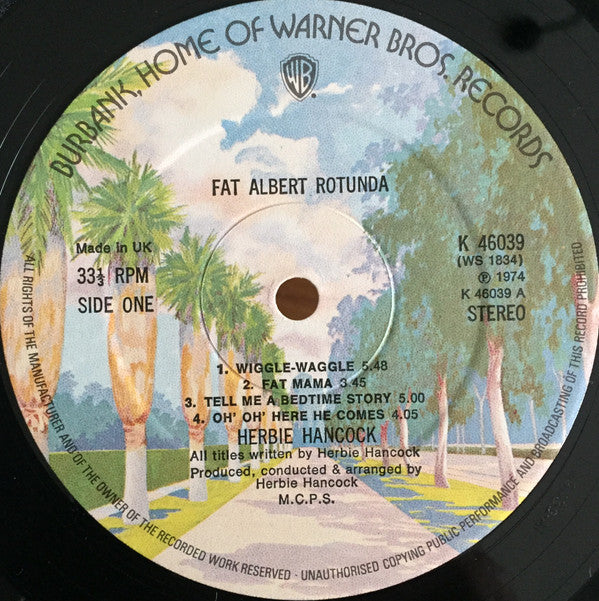 BURBANK, HOME OF WARNER BROS. RECORDS
WB
FAT ALBERT ROTUNDA
Made in UK
33⅓ RPM
SIDE ONE
K 46039
(WS 1834)
℗ 1974
K 46039 A
STEREO
1. WIGGLE-WAGGLE 5.48
2. FAT MAMA 3 45
3. TELL ME A BEDTIME STORY 5.00
4. OH' OH' HERE HE COMES 4.05
HERBIE HANCOCK
All titles written by Herbie Hancock
Produced, conducted & arranged by
Herbie Hancock
M.C.P.S.
ALL RIGHTS OF THE MANUFACTURER AND OF THE OWNER OF THE RECORDED WORK RESERVED · UNAUTHORISED COPYING PUBLIC PERFORMANCE AND BROADCASTING OF THIS RECORD PROHIBITED